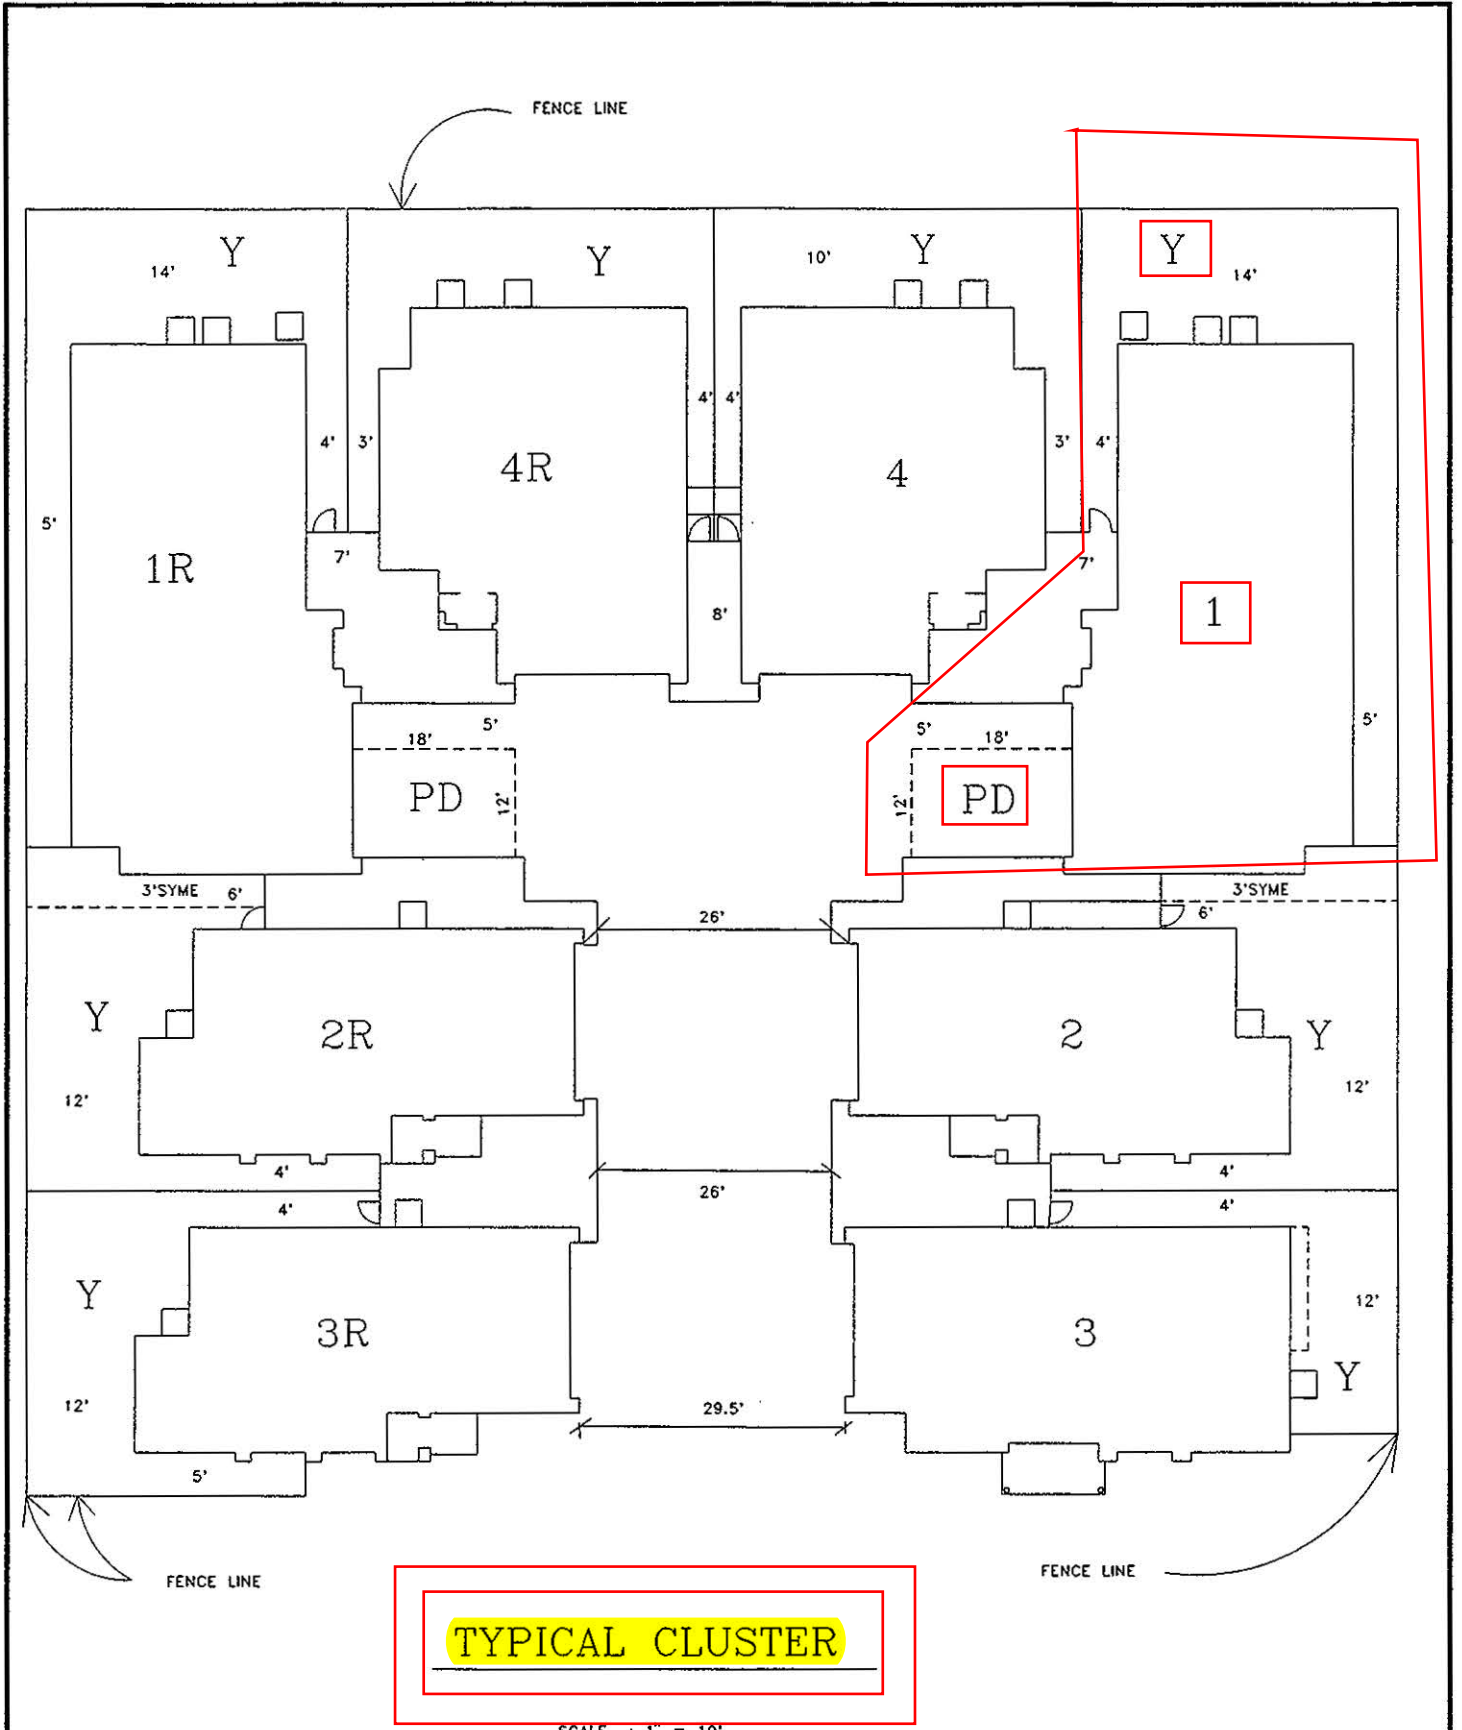 FENCE LINE
Y
Y
Y
Y
14'
10'
14'
4'
4'
4'
3'
3'
4'
4R
4
5'
7'
7'
1R
1
8'
5'
18'
5'
18'
5'
PD
12'
12'
PD
3'SYME
6'
3'SYME
6'
26'
Y
2R
2
Y
12'
12'
4'
4'
26'
4'
4'
Y
12'
3R
3
Y
12'
29.5'
5'
FENCE LINE
FENCE LINE
TYPICAL CLUSTER
SCALE : 1" = 10'